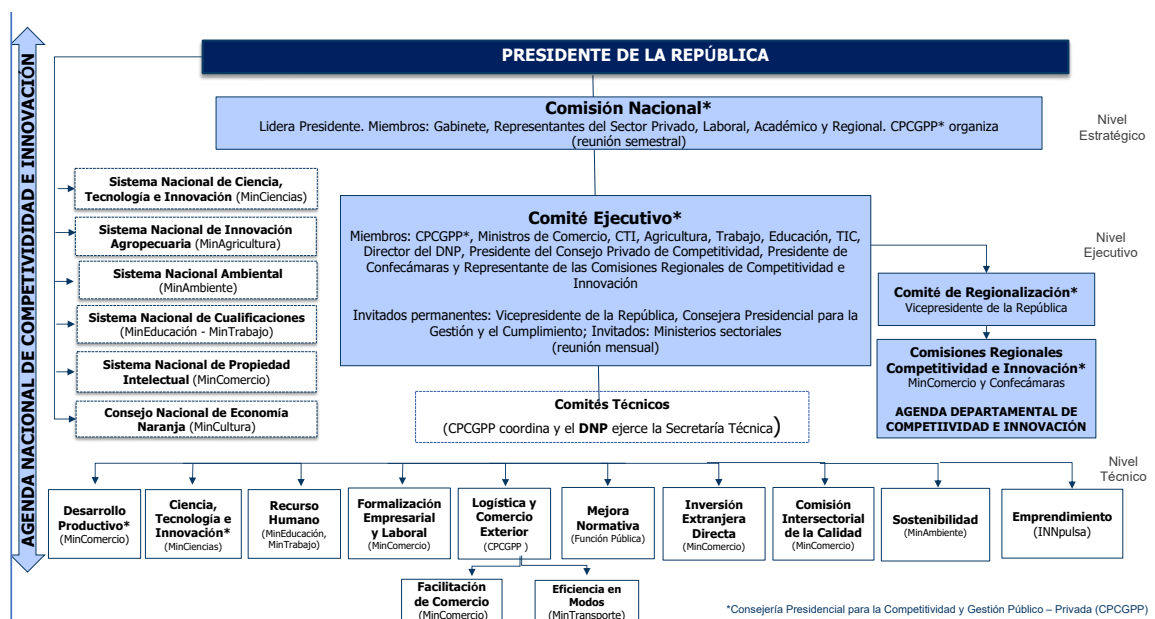 AGENDA NACIONAL DE COMPETIVIDIDAD E INNOVACIÓN
PRESIDENTE DE LA REPÚBLICA
Comisión Nacional*
Lidera Presidente. Miembros: Gabinete, Representantes del Sector Privado, Laboral, Académico y Regional. CPCGPP* organiza
(reunión semestral)
Nivel
Estratégico
Sistema Nacional de Ciencia,
Tecnología e Innovación (MinCiencias)
Sistema Nacional de Innovación
Agropecuaria (MinAgricultura)
Sistema Nacional Ambiental
(MinAmbiente)
Sistema Nacional de Cualificaciones
(MinEducación - MinTrabajo)
Sistema Nacional de Propiedad
Intelectual (MinComercio)
Consejo Nacional de Economía
Naranja (MinCultura)
Comité Ejecutivo*
Miembros: CPCGPP*, Ministros de Comercio, CTI, Agricultura, Trabajo, Educación, TIC,
Director del DNP, Presidente del Consejo Privado de Competividad, Presidente
de Confecámaras y Representante de las Comisiones Regionales de Competividad e
Innovación
Invitados permanentes: Vicepresidente de la República, Consejera Presidencial para la
Gestión y el Cumplimiento; Invitados: Ministerios sectoriales
(reunión mensual)
Nivel
Ejecutivo
Comité de Regionalización*
Vicepresidente de la República
Comisiones Regionales
Competividad e Innovación*
MinComercio y Confecámaras
AGENDA DEPARTAMENTAL DE
COMPETIIVIDAD E INNOVACIÓN
Comités Técnicos
(CPCGPP coordina y el DNP ejerce la Secretaría Técnica)
Nivel
Técnico
Desarrollo
Productivo*
(MinComercio)
Ciencia,
Tecnología e
Innovación*
(MinCiencias)
Recurso
Humano
(MinEducación,
MinTrabajo)
Formalización
Empresarial
y Laboral
(MinComercio)
Logística y
Comercio
Exterior
(CPCGPP )
Mejora
Normativa
(Función Pública)
Inversión
Extranjera
Directa
(MinComercio)
Comisión
Intersectorial
de la Calidad
(MinComercio)
Sostenibilidad
(MinAmbiente)
Emprendimiento
(INNpulsa)
Facilitación
de Comercio
(MinComercio)
Eficiencia en
Modos
(MinTransporte)
*Consejería Presidencial para la Competividad y Gestión Público – Privada (CPCGPP)